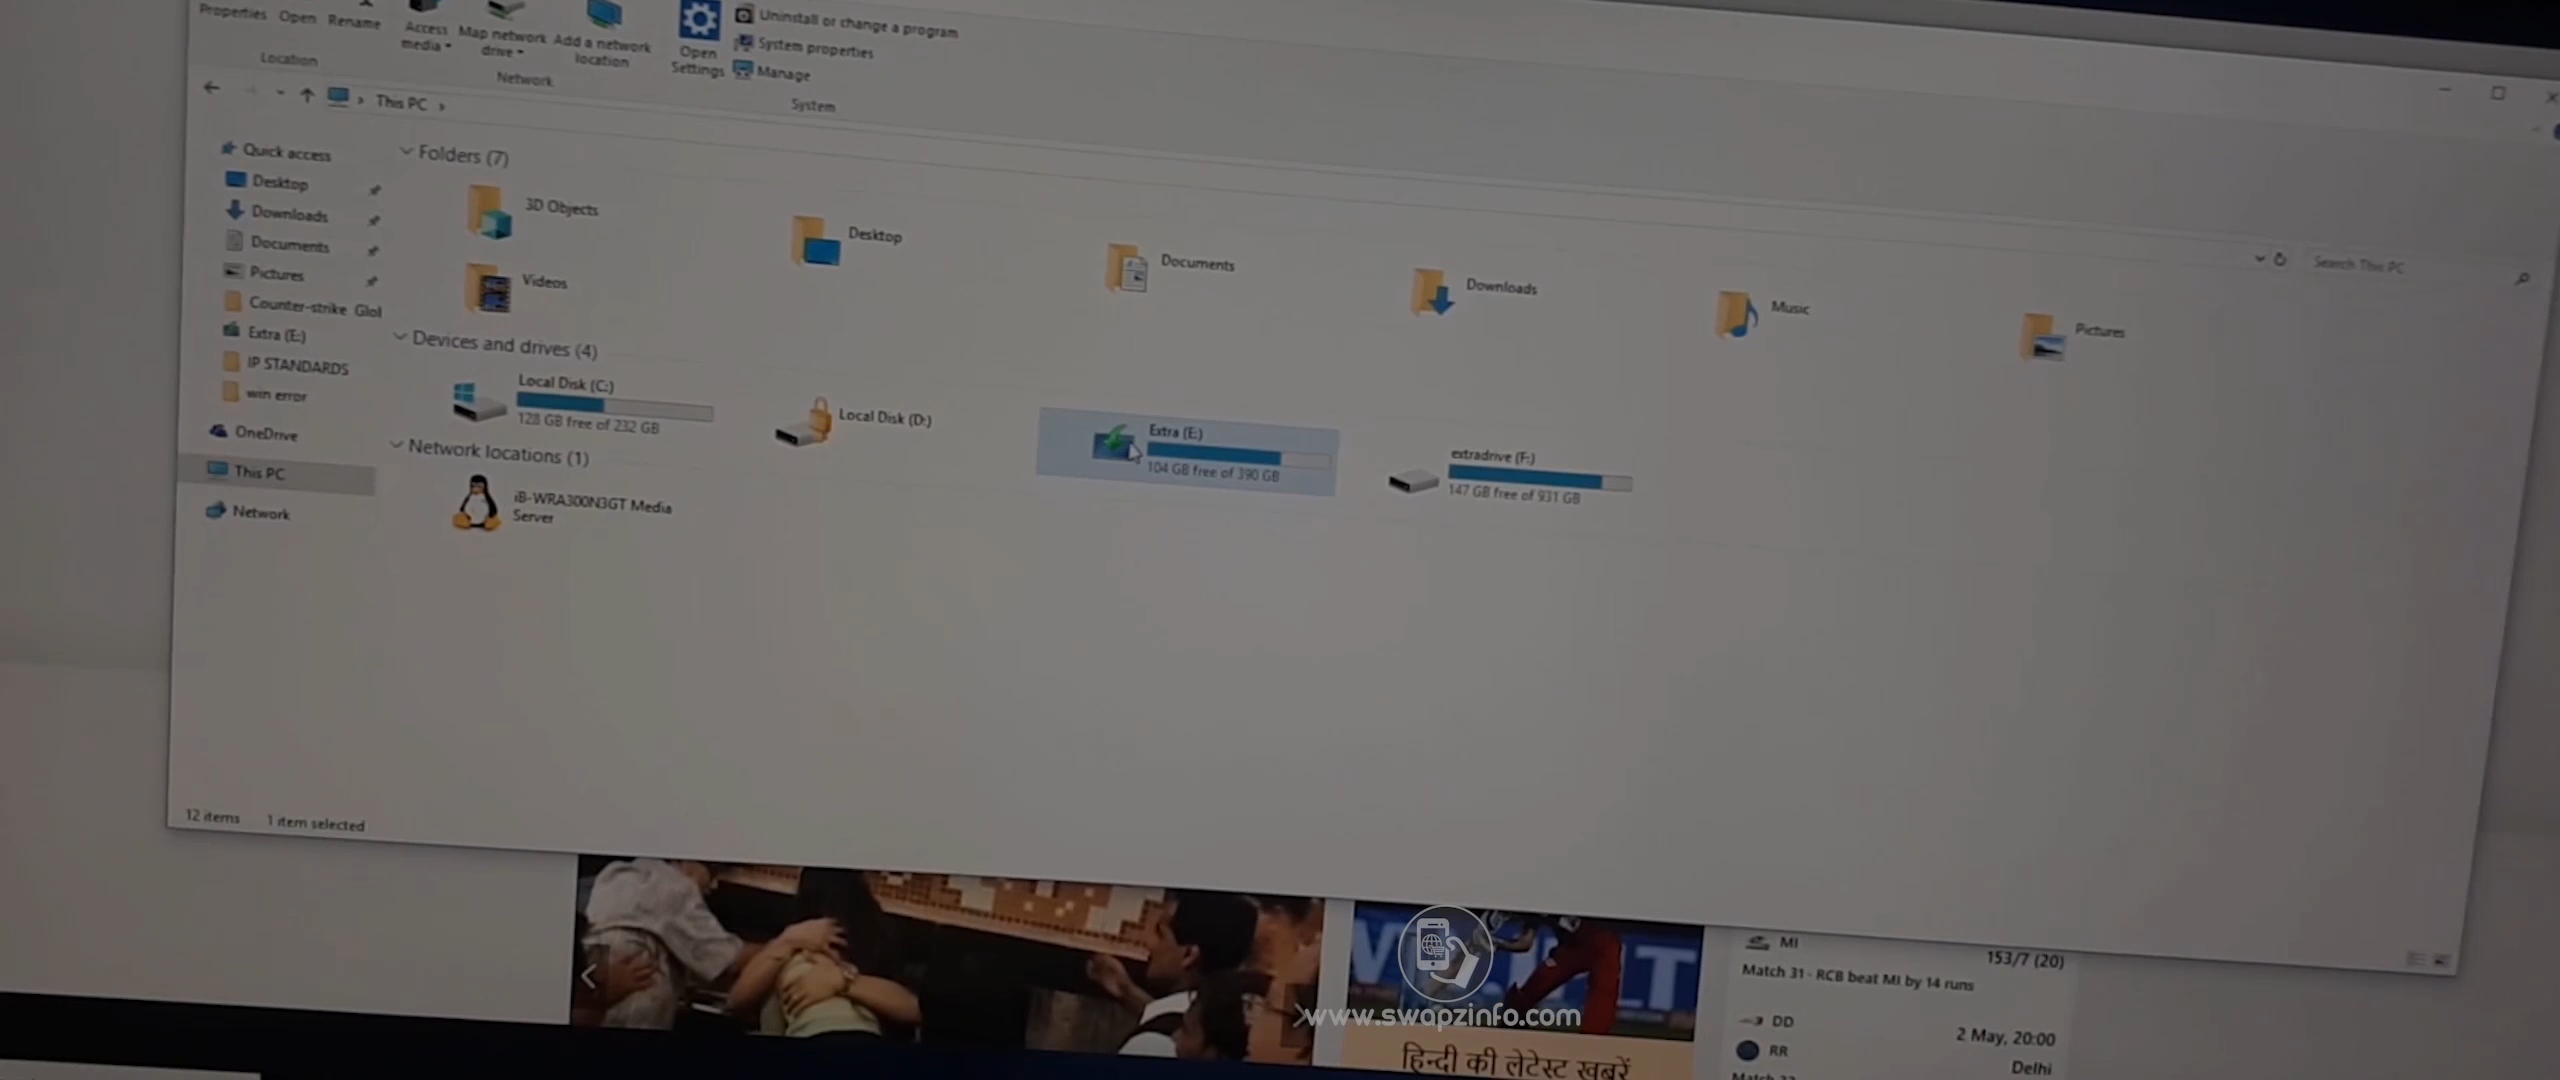 Properties Open Rename
Access media
Map network drive
Add a network location
Open Settings
Uninstall or change a program
System properties
Manage
Location
Network
System
This PC
Search This PC
Quick access
Desktop
Downloads
Documents
Pictures
Counter-strike Glol
Extra (E:)
IP STANDARDS
win error
OneDrive
This PC
Network
Folders (7)
3D Objects
Desktop
Documents
Downloads
Music
Pictures
Videos
Devices and drives (4)
Local Disk (C:)
128 GB free of 232 GB
Local Disk (D:)
Extra (E:)
104 GB free of 390 GB
extradrive (F:)
147 GB free of 931 GB
Network locations (1)
iB-WRA300N3GT Media
Server
12 items 1 item selected
MI 153/7 (20)
Match 31 - RCB beat MI by 14 runs
DD 2 May, 20:00
RR Delhi
www.swapzinfo.com
हिन्दी की लेटेस्ट खबरें